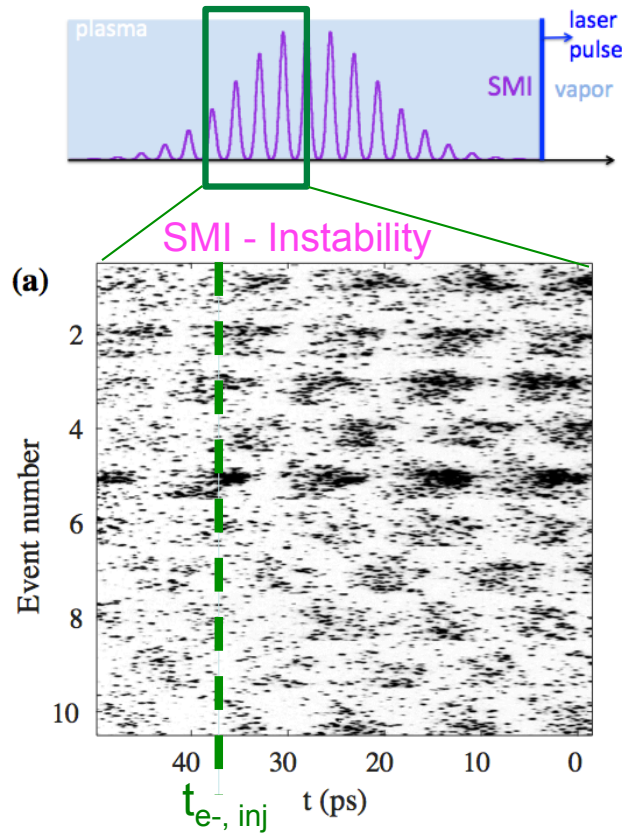 plasma
laser
pulse
SMI
vapor
SMI - Instability
(a)
2
4
6
8
10
Event number
40 30 20 10 0
t (ps)
t e-, inj